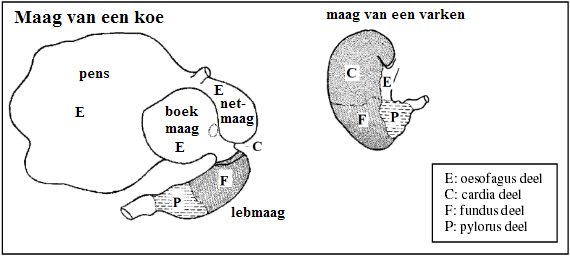 Maag van een koe
maag van een varken
pens
E
E
net-
maag
boek
maag
E
C
F
P
lebmaag
C
E
F
P
E: oesofagus deel
C: cardia deel
F: fundus deel
P: pylorus deel